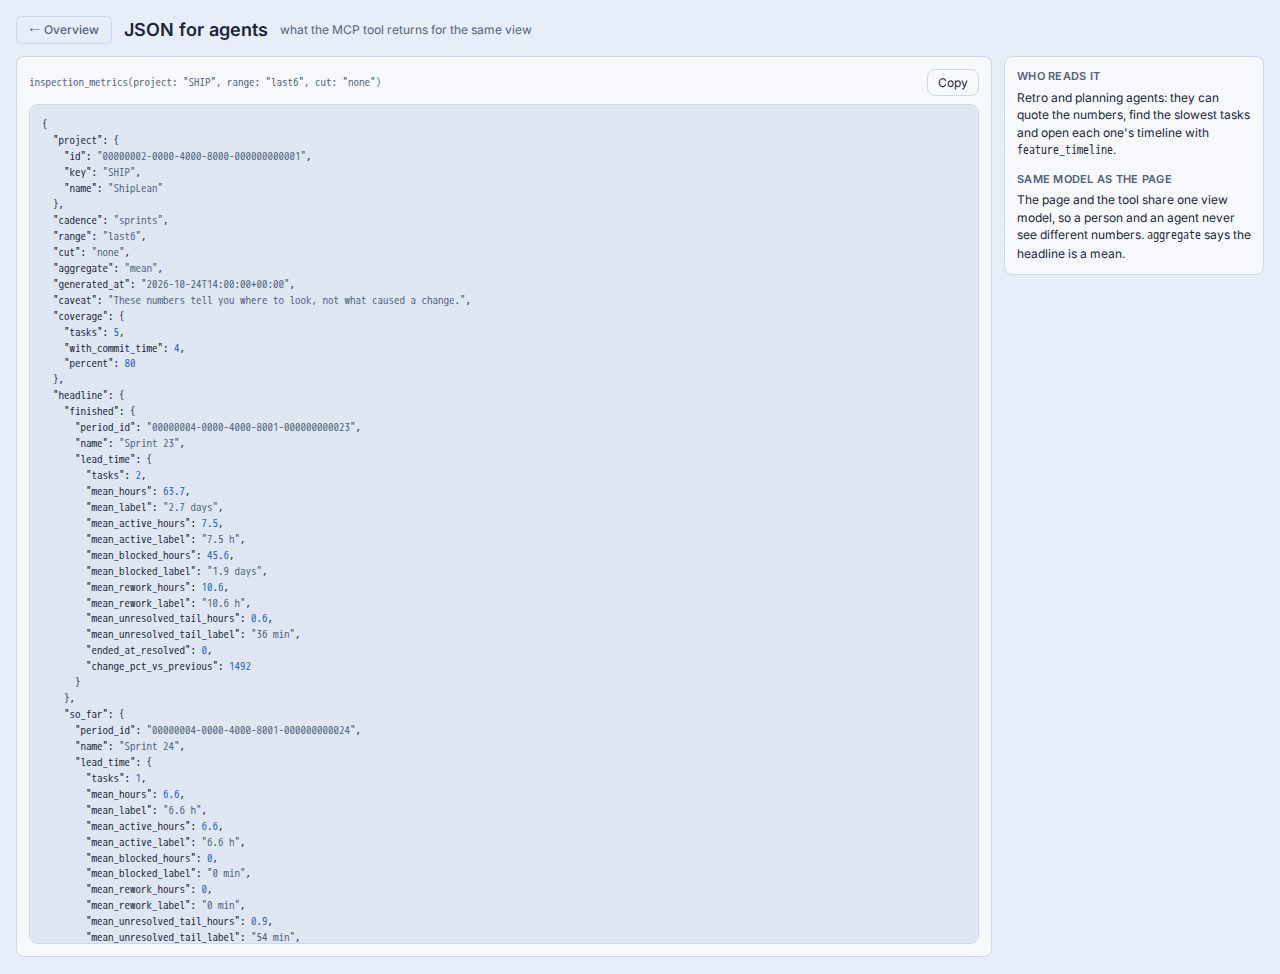 ← Overview
JSON for agents
what the MCP tool returns for the same view
inspection_metrics(project: "SHIP", range: "last6", cut: "none")
Copy
{
"project": {
"id": "00000002-0000-4000-8000-000000000001",
"key": "SHIP",
"name": "ShipLean"
},
"cadence": "sprints",
"range": "last6",
"cut": "none",
"aggregate": "mean",
"generated_at": "2026-10-24T14:00:00+00:00",
"caveat": "These numbers tell you where to look, not what caused a change.",
"coverage": {
"tasks": 5,
"with_commit_time": 4,
"percent": 80
},
"headline": {
"finished": {
"period_id": "00000004-0000-4000-8001-000000000023",
"name": "Sprint 23",
"lead_time": {
"tasks": 2,
"mean_hours": 63.7,
"mean_label": "2.7 days",
"mean_active_hours": 7.5,
"mean_active_label": "7.5 h",
"mean_blocked_hours": 45.6,
"mean_blocked_label": "1.9 days",
"mean_rework_hours": 10.6,
"mean_rework_label": "10.6 h",
"mean_unresolved_tail_hours": 0.6,
"mean_unresolved_tail_label": "36 min",
"ended_at_resolved": 0,
"change_pct_vs_previous": 1492
}
},
"so_far": {
"period_id": "00000004-0000-4000-8001-000000000024",
"name": "Sprint 24",
"lead_time": {
"tasks": 1,
"mean_hours": 6.6,
"mean_label": "6.6 h",
"mean_active_hours": 6.6,
"mean_active_label": "6.6 h",
"mean_blocked_hours": 0,
"mean_blocked_label": "0 min",
"mean_rework_hours": 0,
"mean_rework_label": "0 min",
"mean_unresolved_tail_hours": 0.9,
"mean_unresolved_tail_label": "54 min",
WHO READS IT
Retro and planning agents: they can
quote the numbers, find the slowest tasks
and open each one's timeline with
feature_timeline.
SAME MODEL AS THE PAGE
The page and the tool share one view
model, so a person and an agent never
see different numbers. aggregate says the
headline is a mean.